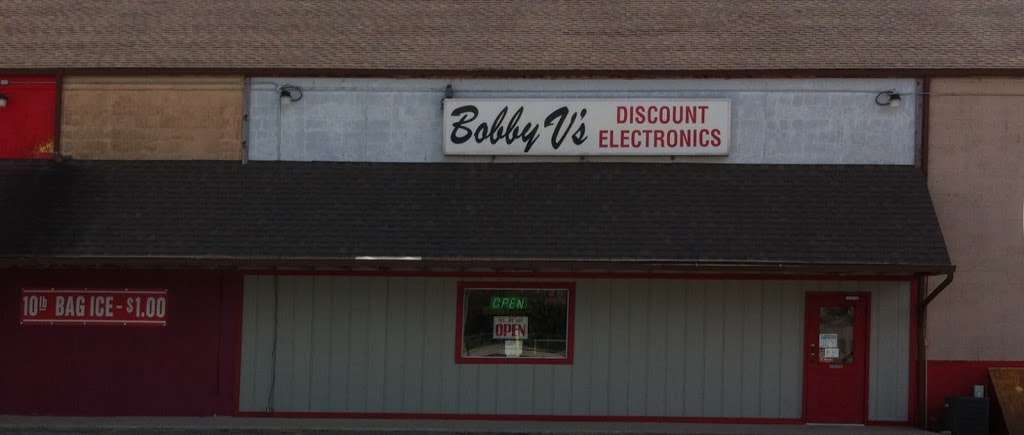 Bobby V's
DISCOUNT
ELECTRONICS
10lb BAG ICE - $1.00
OPEN
OPEN